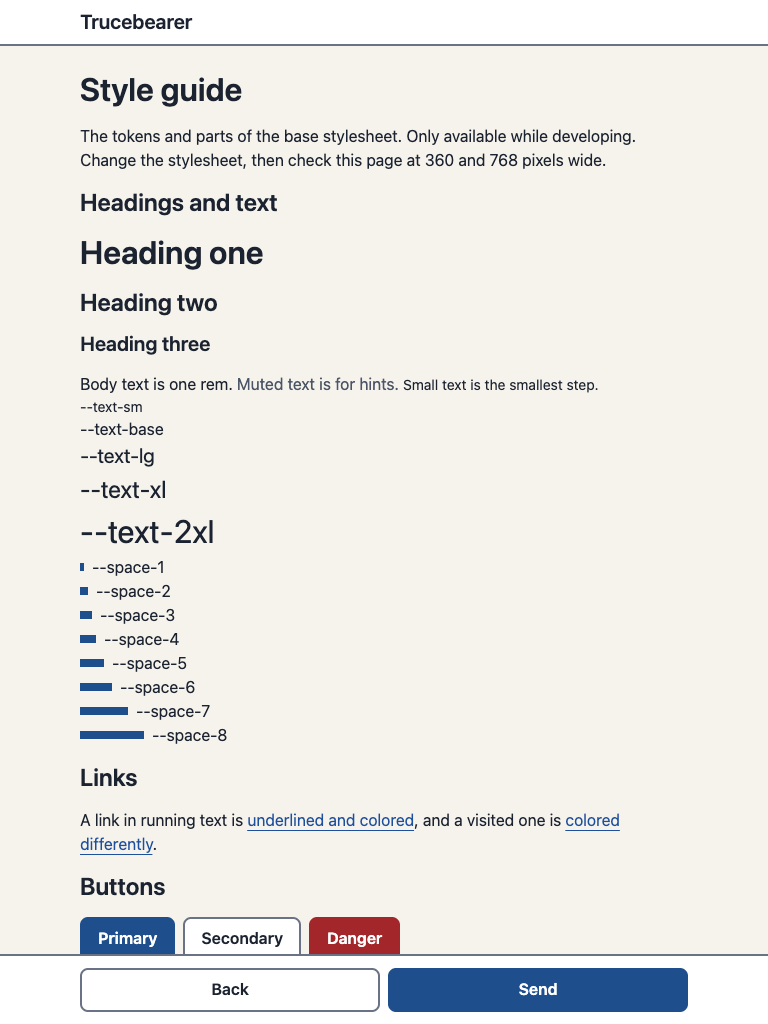 Trucebearer
Style guide
The tokens and parts of the base stylesheet. Only available while developing.
Change the stylesheet, then check this page at 360 and 768 pixels wide.
Headings and text
Heading one
Heading two
Heading three
Body text is one rem. Muted text is for hints. Small text is the smallest step.
--text-sm
--text-base
--text-lg
--text-xl
--text-2xl
--space-1
--space-2
--space-3
--space-4
--space-5
--space-6
--space-7
--space-8
Links
A link in running text is underlined and colored, and a visited one is colored
differently.
Buttons
Primary Secondary Danger
Back Send